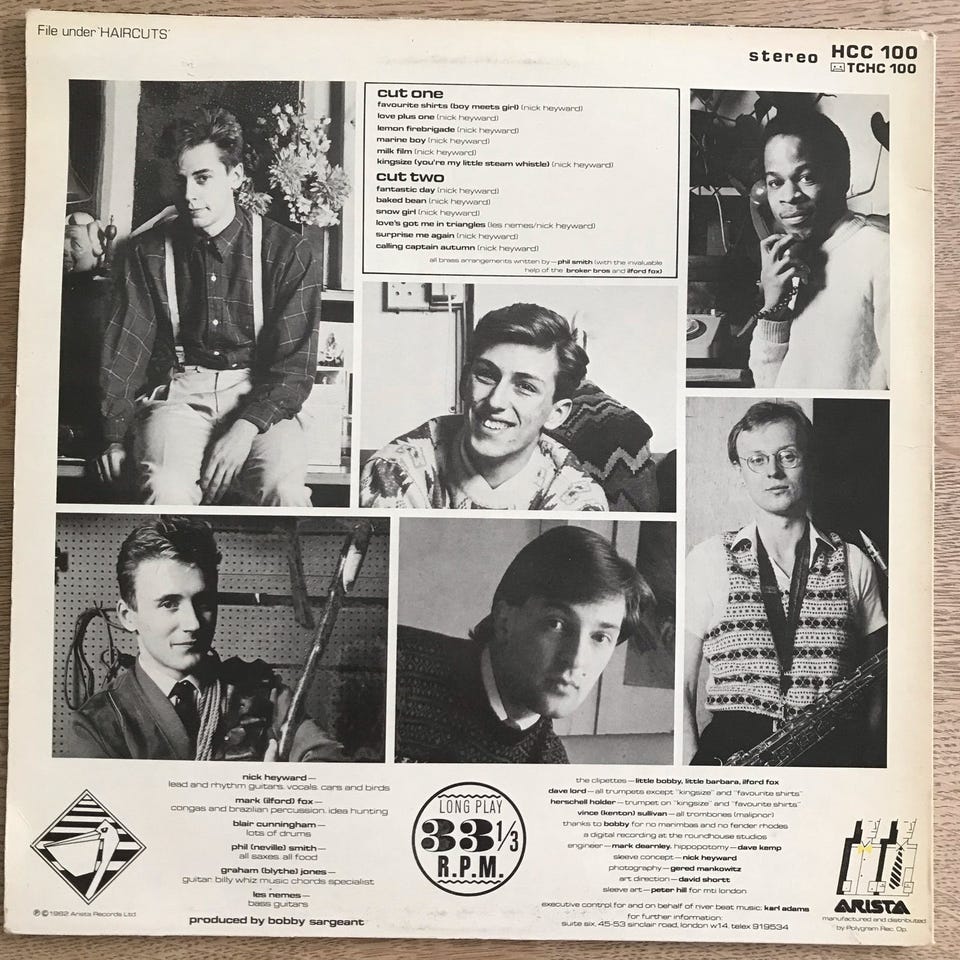 File under 'HAIRCUTS'
stereo HCC 100
TCHC 100
cut one
favourite shirts (boy meets girl) (nick heyward)
love plus one (nick heyward)
lemon firebrigade (nick heyward)
marine boy (nick heyward)
milk film (nick heyward)
kingsize (you're my little steam whistle) (nick heyward)
cut two
fantastic day (nick heyward)
baked bean (nick heyward)
snow girl (nick heyward)
love's got me in triangles (les nemes/nick heyward)
surprise me again (nick heyward)
calling captain autumn (nick heyward)
all brass arrangements written by — phil smith (with the invaluable
help of the broker bros and ilford fox)
nick heyward —
lead and rhythm guitars. vocals. cars and birds
mark (ilford) fox —
congas and brazilian percussion. idea hunting
blair cunningham —
lots of drums
phil (neville) smith —
all saxes. all food
graham (blythe) jones —
guitar. billy whiz music chords specialist
les nemes —
bass guitars
produced by bobby sargeant
℗ © 1982 Arista Records Ltd
LONG PLAY
33 1/3
R.P.M.
the clipettes — little bobby, little barbara, ilford fox
dave lord — all trumpets except "kingsize" and "favourite shirts"
herschell holder — trumpet on "kingsize" and "favourite shirts"
vince (kenton) sullivan — all trombones (malipnor)
thanks to bobby for no marimbas and no fender rhodes
a digital recording at the roundhouse studios
engineer — mark dearnley. hippopotomy — dave kemp
sleeve concept — nick heyward
photography — gered mankowitz
art direction — david shortt
sleeve art — peter hill for mti london
executive control for and on behalf of river beat music: karl adams
for further information:
suite six, 45-53 sinclair road, london w14. telex 919534
ARISTA
manufactured and distributed
by Polygram Rec. Op.